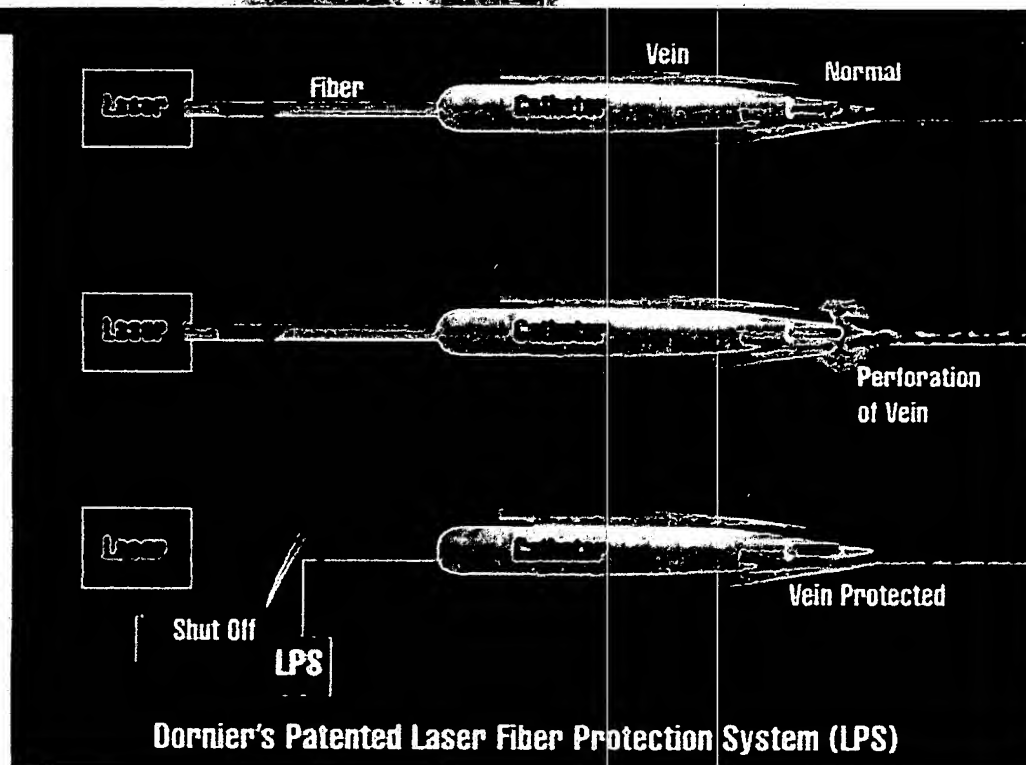 Vein
Normal
Fiber
Laser
Catheter
Laser
Catheter
Perforation
of Vein
Laser
Vein Protected
Shut Off
LPS
Dornier's Patented Laser Fiber Protection System (LPS)